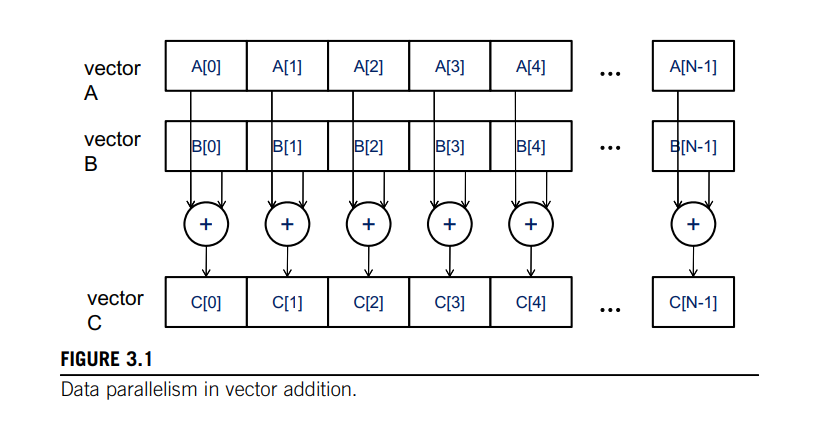 vector
A
A[0] A[1] A[2] A[3] A[4] ... A[N-1]
vector
B
B[0] B[1] B[2] B[3] B[4] ... B[N-1]
+ + + + + +
vector
C
C[0] C[1] C[2] C[3] C[4] ... C[N-1]
FIGURE 3.1
Data parallelism in vector addition.